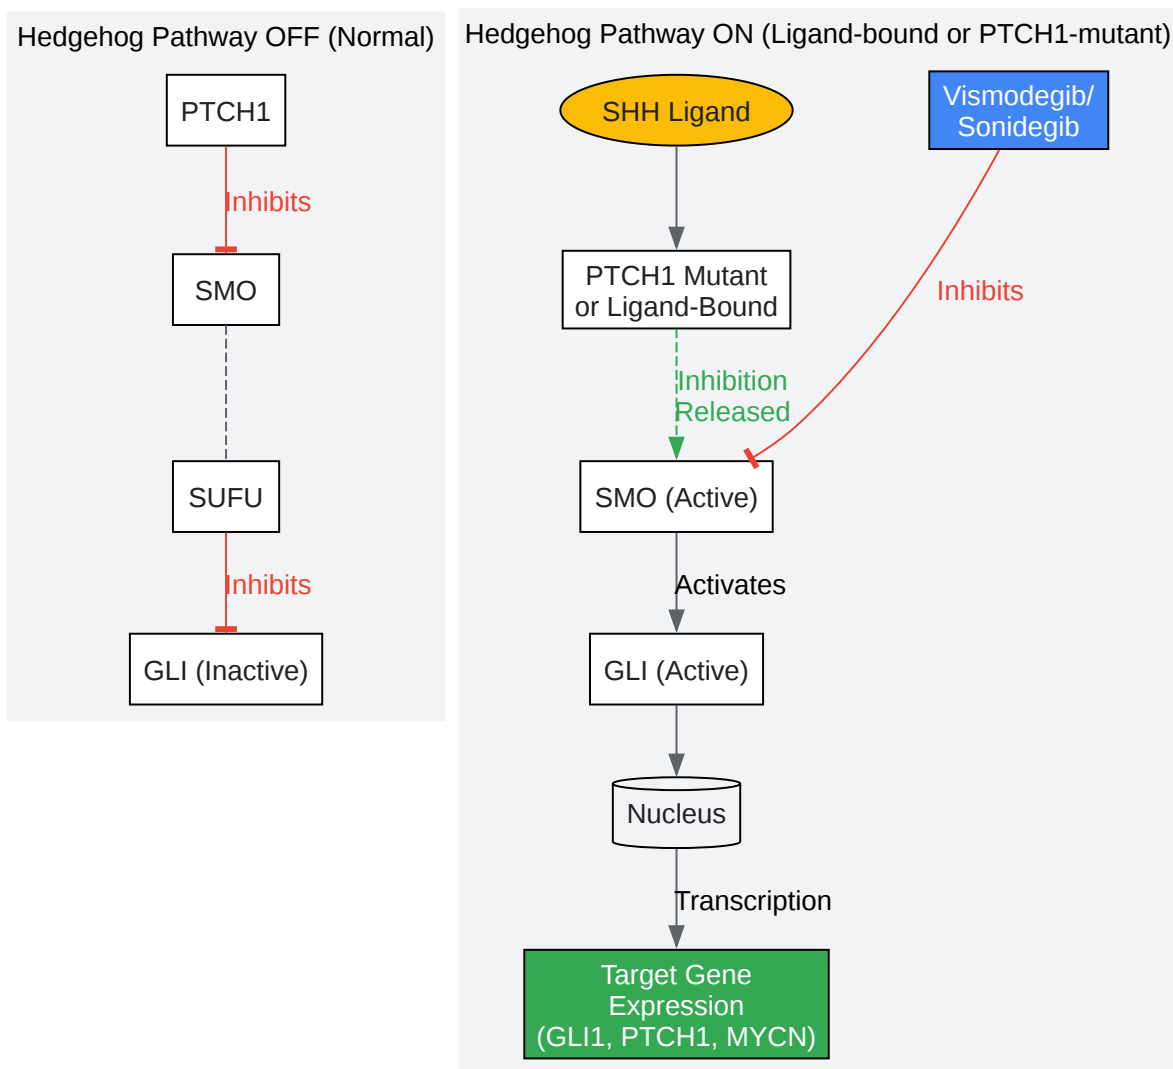 Hedgehog Pathway OFF (Normal)
PTCH1
Inhibits
SMO
SUFU
Inhibits
GLI (Inactive)
Hedgehog Pathway ON (Ligand-bound or PTCH1-mutant)
SHH Ligand
Vismodegib/
Sonidegib
PTCH1 Mutant
or Ligand-Bound
Inhibits
Inhibition
Released
SMO (Active)
Activates
GLI (Active)
Nucleus
Transcription
Target Gene
Expression
(GLI1, PTCH1, MYCN)